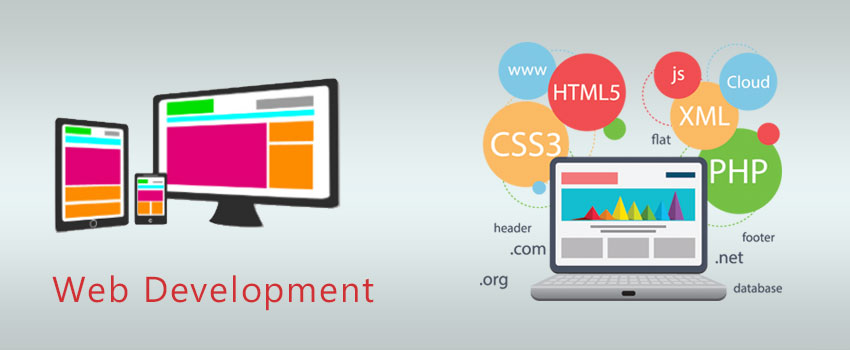 Web Development
www
HTML5
CSS3
js
Cloud
XML
flat
PHP
header
.com
.org
footer
.net
database